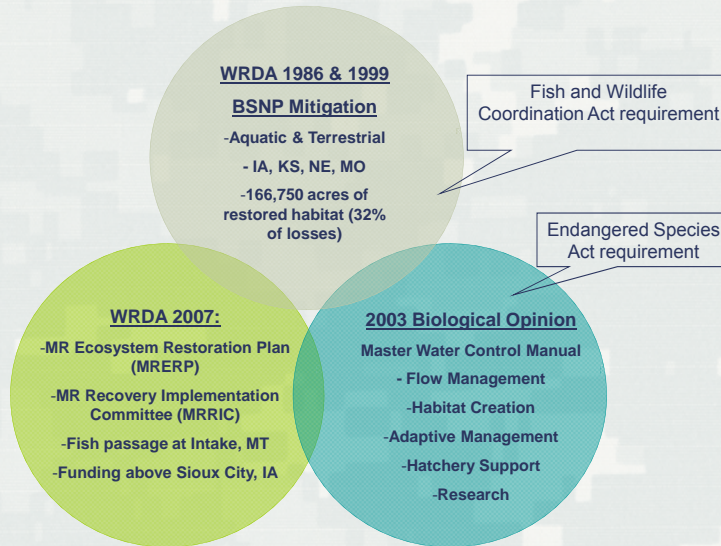 WRDA 1986 & 1999
BSNP Mitigation
-Aquatic & Terrestrial
- IA, KS, NE, MO
-166,750 acres of
restored habitat (32%
of losses)
Fish and Wildlife
Coordination Act requirement
Endangered Species
Act requirement
WRDA 2007:
-MR Ecosystem Restoration Plan
(MRERP)
-MR Recovery Implementation
Committee (MRRIC)
-Fish passage at Intake, MT
-Funding above Sioux City, IA
2003 Biological Opinion
Master Water Control Manual
- Flow Management
-Habitat Creation
-Adaptive Management
-Hatchery Support
-Research